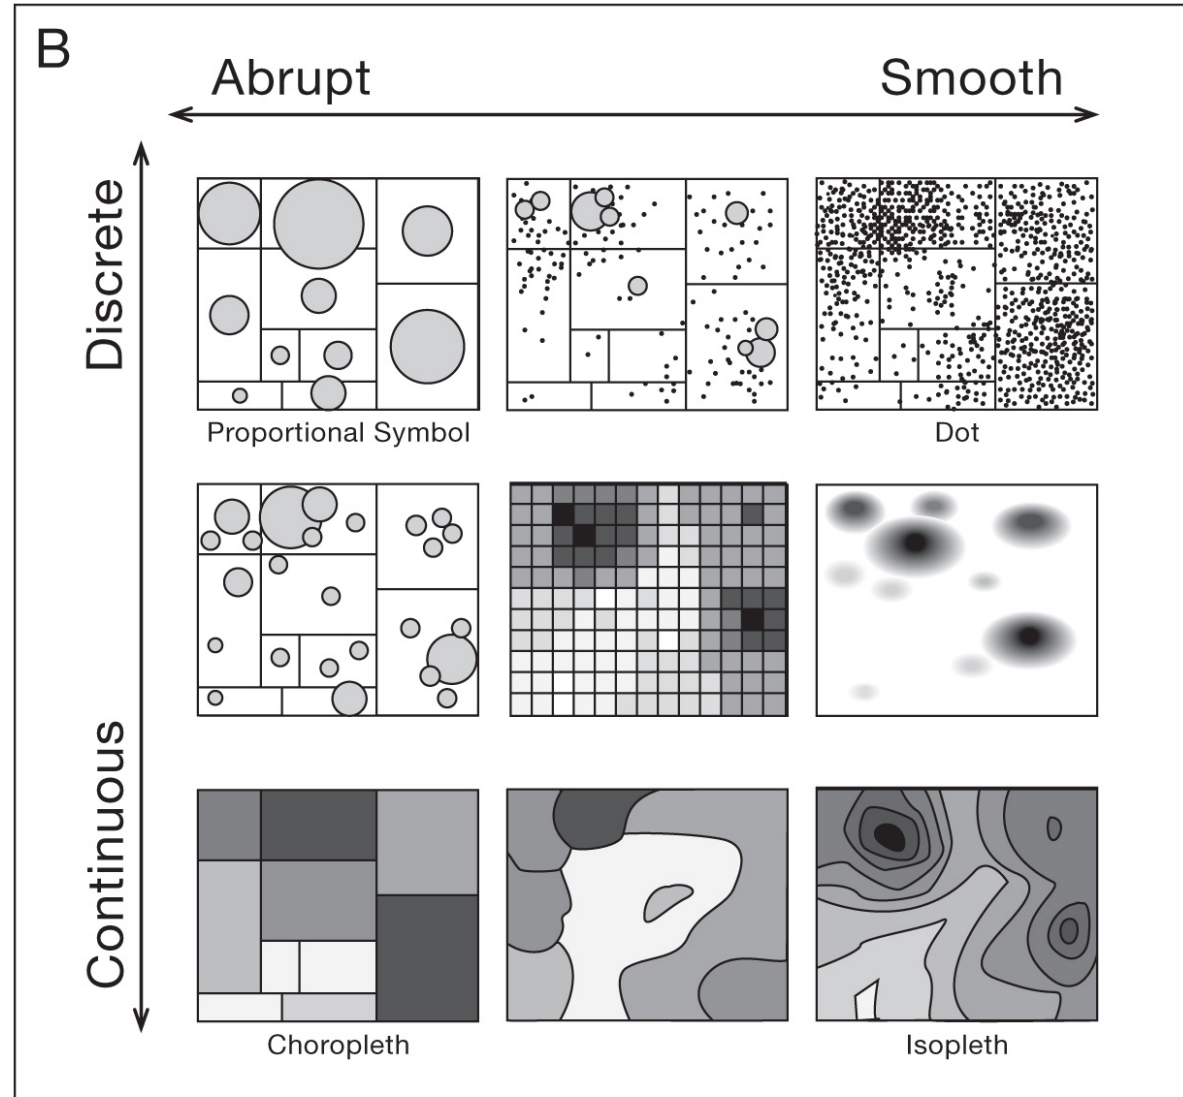 B
Abrupt
Smooth
Discrete
Proportional Symbol
Dot
Continuous
Choropleth
Isopleth